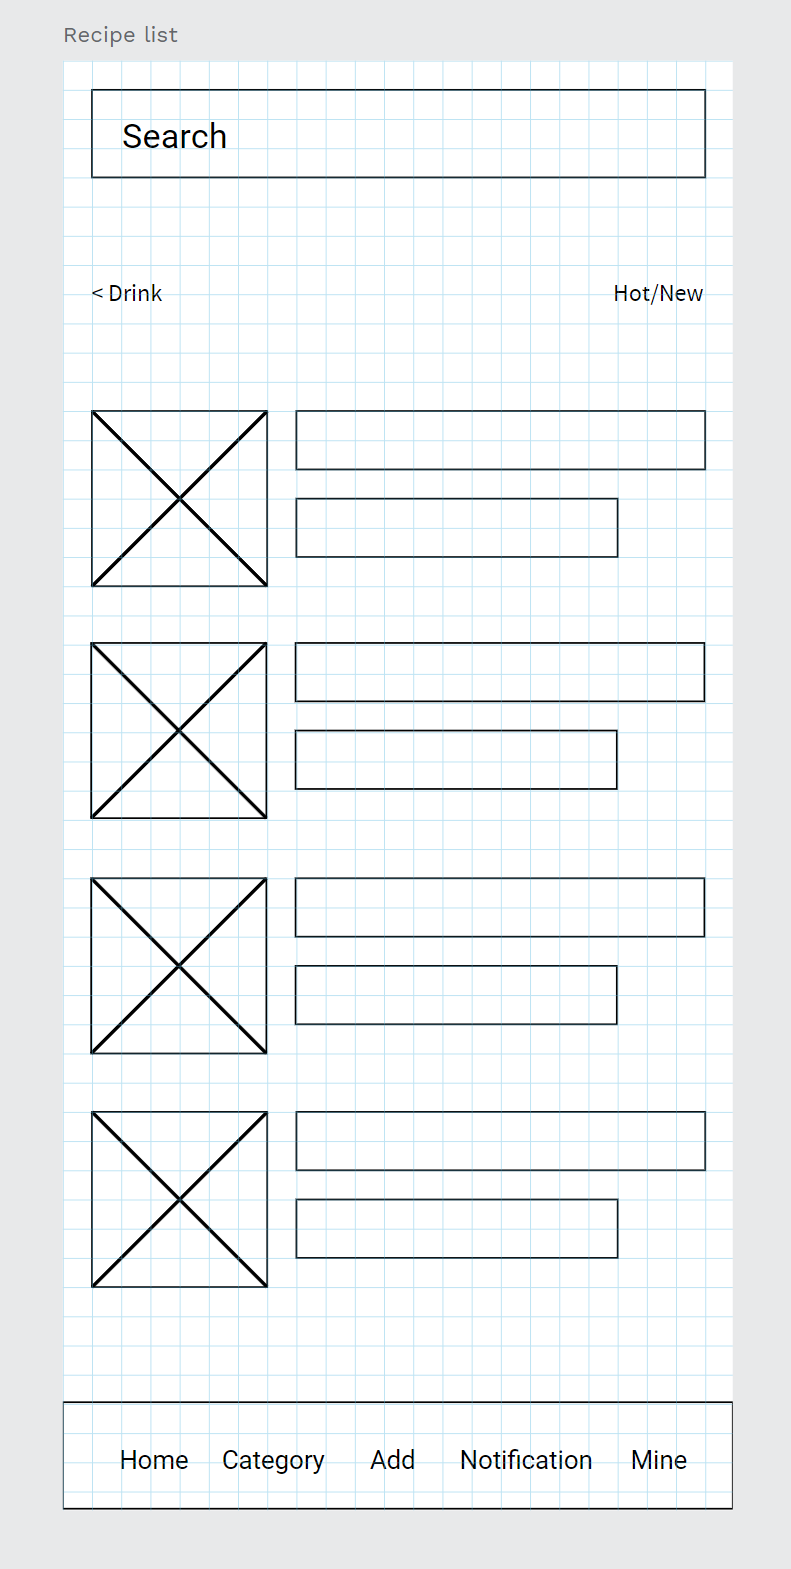 Recipe list
Search
< Drink Hot/New
Home Category Add Notification Mine